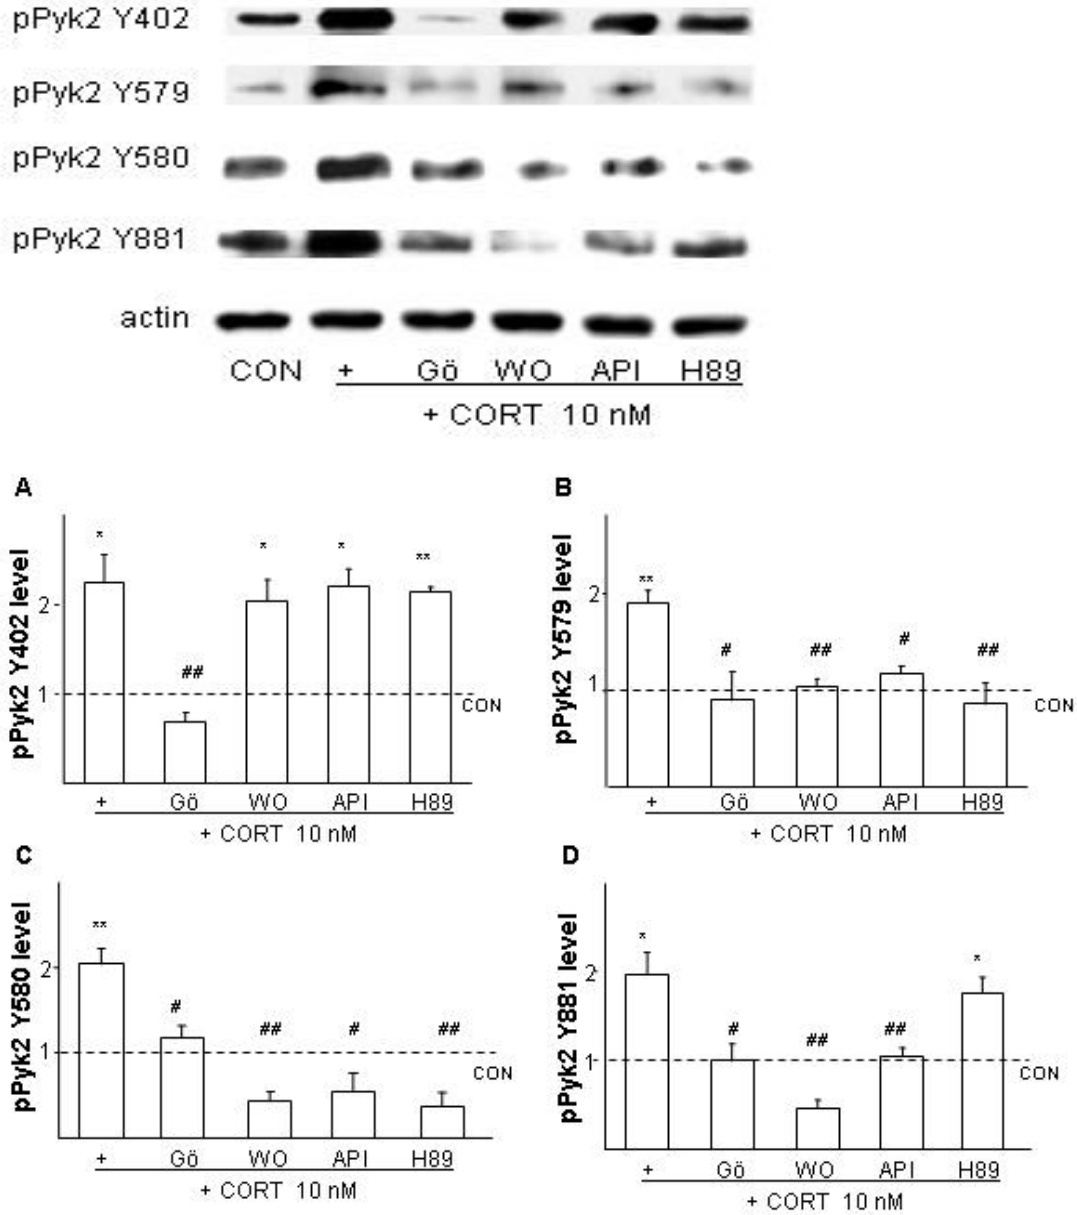 pPyk2 Y402
pPyk2 Y579
pPyk2 Y580
pPyk2 Y881
actin
CON + Gö WO API H89
+ CORT 10 nM
A
pPyk2 Y402 level
* ## * * **
2
1
CON
+ Gö WO API H89
+ CORT 10 nM
B
pPyk2 Y579 level
** # ## # ##
2
1
CON
+ Gö WO API H89
+ CORT 10 nM
C
pPyk2 Y580 level
** # ## # ##
2
1
CON
+ Gö WO API H89
+ CORT 10 nM
D
pPyk2 Y881 level
* # ## ## *
2
1
CON
+ Gö WO API H89
+ CORT 10 nM